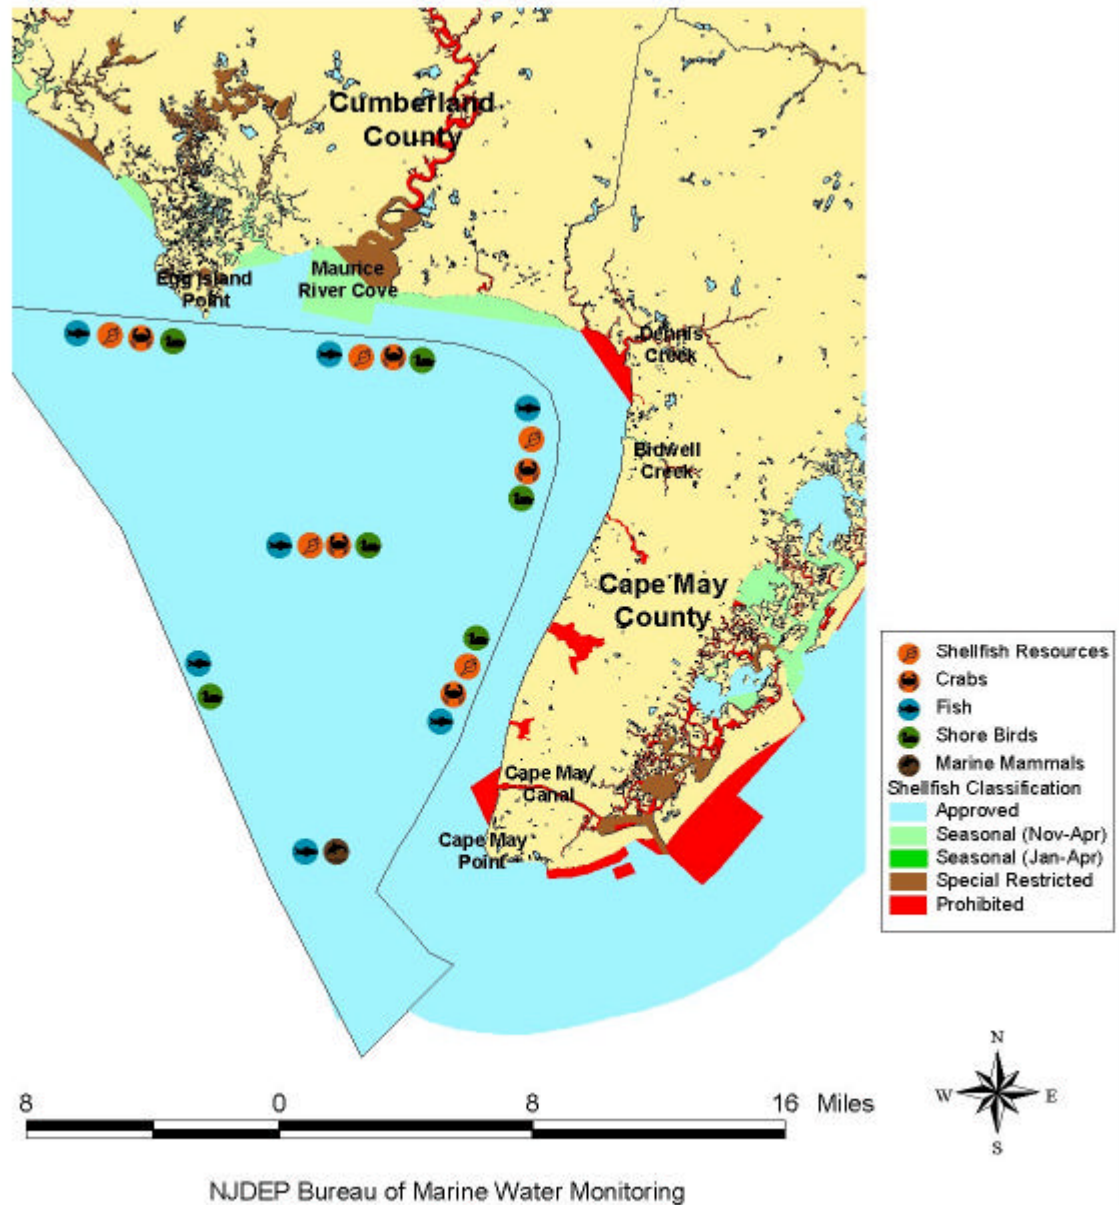 Cumberland
County
Egg Island
Point
Maurice
River Cove
Dennis
Creek
Bidwell
Creek
Cape May
County
Cape May
Canal
Cape May
Point
Shellfish Resources
Crabs
Fish
Shore Birds
Marine Mammals
Shellfish Classification
Approved
Seasonal (Nov-Apr)
Seasonal (Jan-Apr)
Special Restricted
Prohibited
N
W E
S
8 0 8 16 Miles
NJDEP Bureau of Marine Water Monitoring